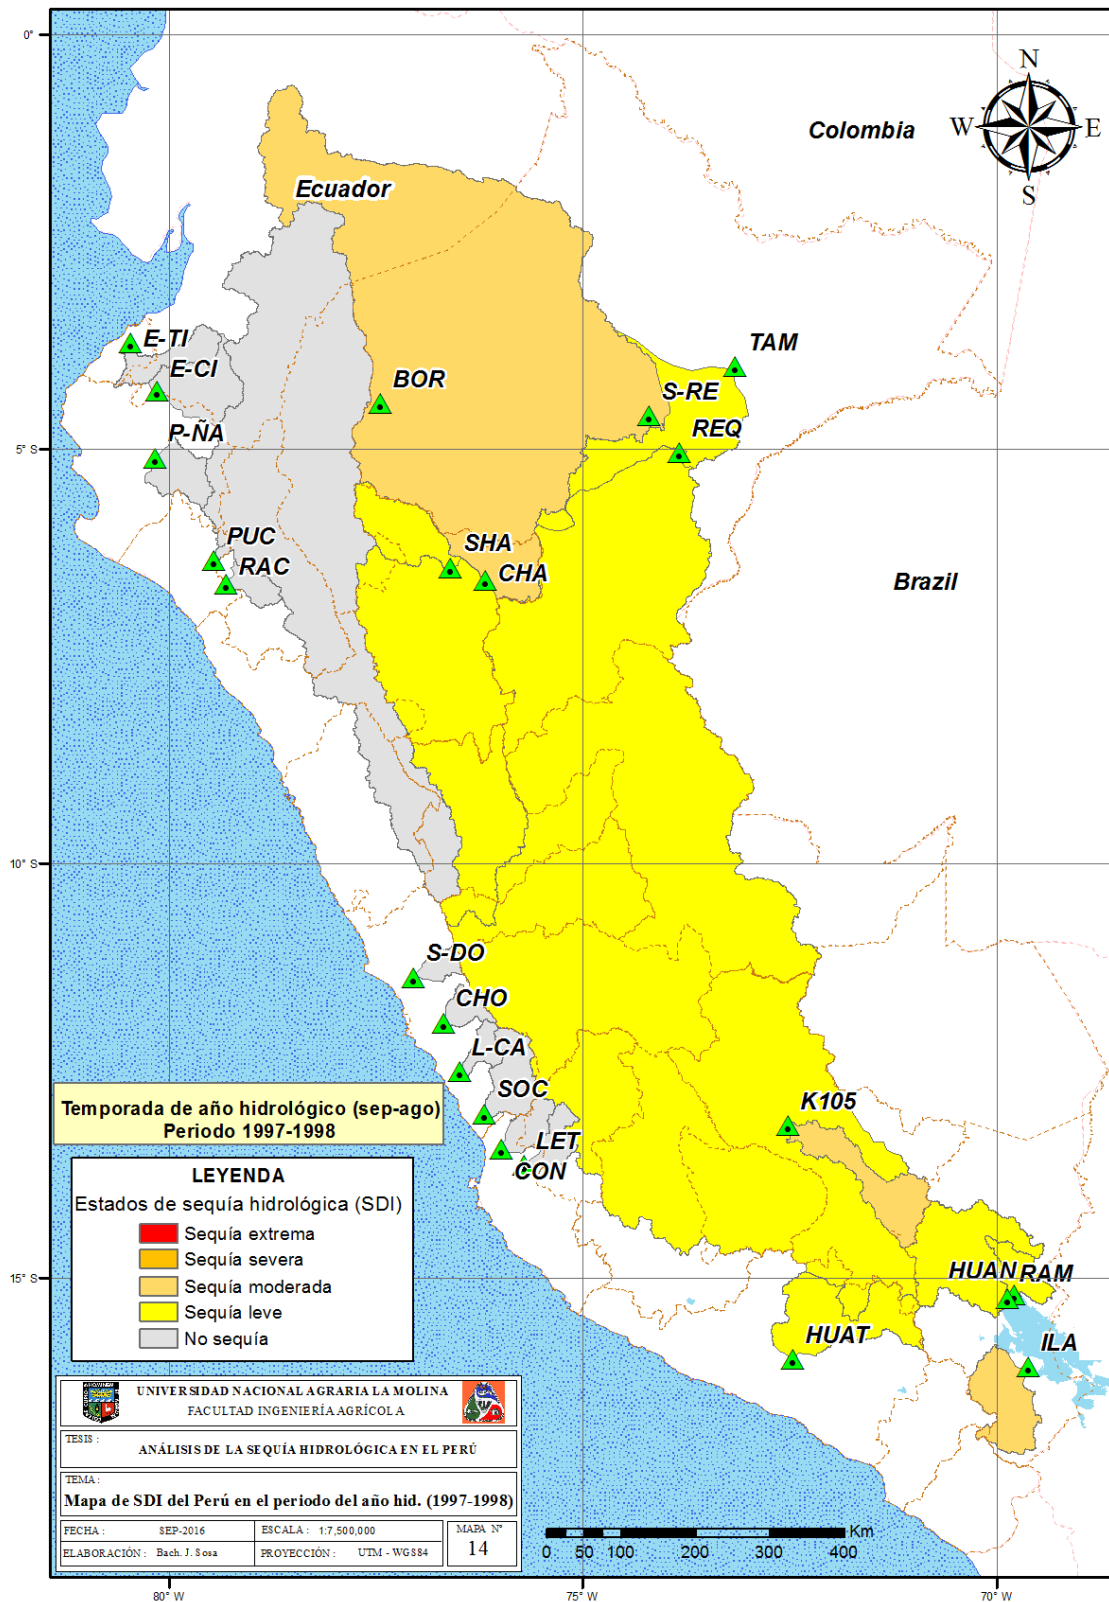 0°
N
W
E
S
Colombia
Ecuador
E-TI
E-CI
TAM
BOR
S-RE
P-ÑA
REQ
5° S
PUC
RAC
SHA
CHA
Brazil
10° S
S-DO
CHO
L-CA
SOC
K105
LET
CON
Temporada de año hidrológico (sep-ago)
Periodo 1997-1998
LEYENDA
Estados de sequía hidrológica (SDI)
Sequía extrema
Sequía severa
Sequía moderada
Sequía leve
No sequía
15° S
HUAN
RAM
HUAT
ILA
UNIVERSIDAD NACIONAL AGRARIA LA MOLINA
FACULTAD INGENIERÍA AGRÍCOLA
TESIS :
ANÁLISIS DE LA SEQUÍA HIDROLÓGICA EN EL PERÚ
TEMA :
Mapa de SDI del Perú en el periodo del año hid. (1997-1998)
FECHA : SEP-2016
ESCALA : 1:7,500,000
MAPA Nº
14
ELABORACIÓN : Bach. J. Sosa
PROYECCIÓN : UTM - WGS84
Km
0 50 100 200 300 400
80° W
75° W
70° W